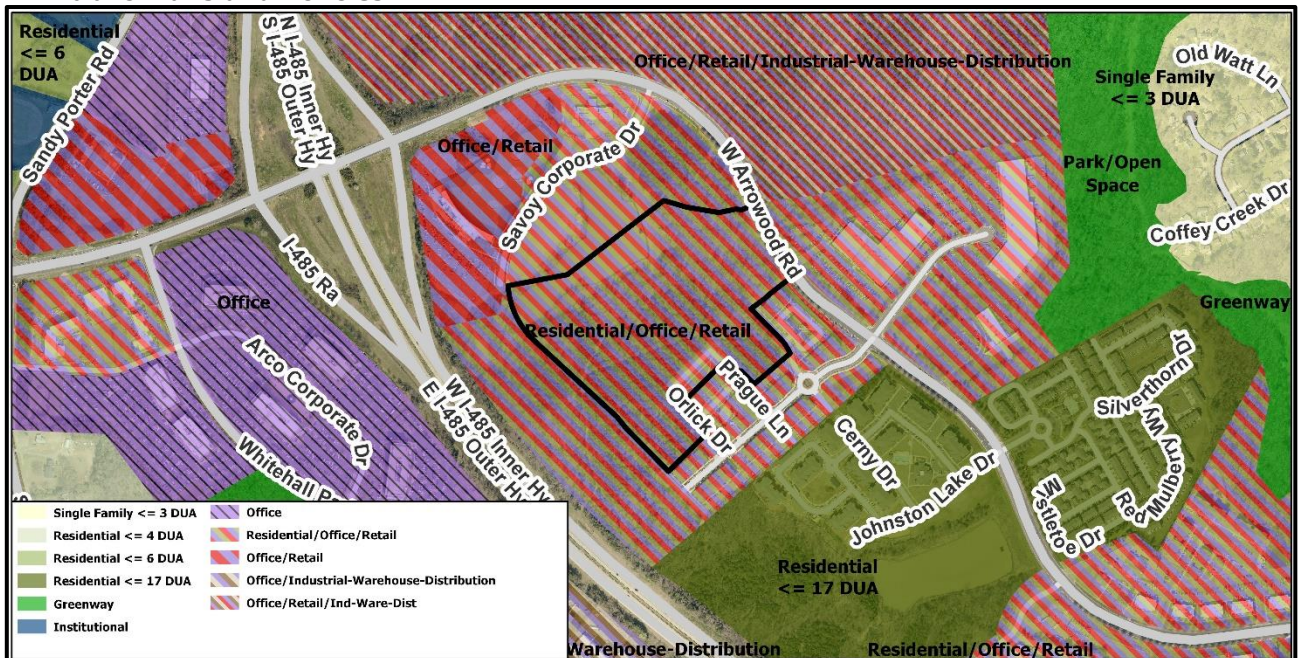 Residential
<= 6
DUA
Sandy Porter Rd
N I-485 Inner Hy
S I-485 Outer Hy
Office/Retail/Industrial-Warehouse-Distribution
Old Watt Ln
Single Family
<= 3 DUA
Office/Retail
Savoy Corporate Dr
W Arrowood Rd
Park/Open
Space
Coffey Creek Dr
I-485 Ra
Office
Residential/Office/Retail
Greenway
Arco Corporate Dr
W I-485 Inner Hy
E I-485 Outer Hy
Prague Ln
Orlick Dr
Silverthorn Dr
Cerny Dr
Red Mulberry Wy
Whitehall
Johnston Lake Dr
Mistletoe Dr
Residential
<= 17 DUA
Warehouse-Distribution
Residential/Office/Retail
Single Family <= 3 DUA
Residential <= 4 DUA
Residential <= 6 DUA
Residential <= 17 DUA
Greenway
Institutional
Office
Residential/Office/Retail
Office/Retail
Office/Industrial-Warehouse-Distribution
Office/Retail/Ind-Ware-Dist